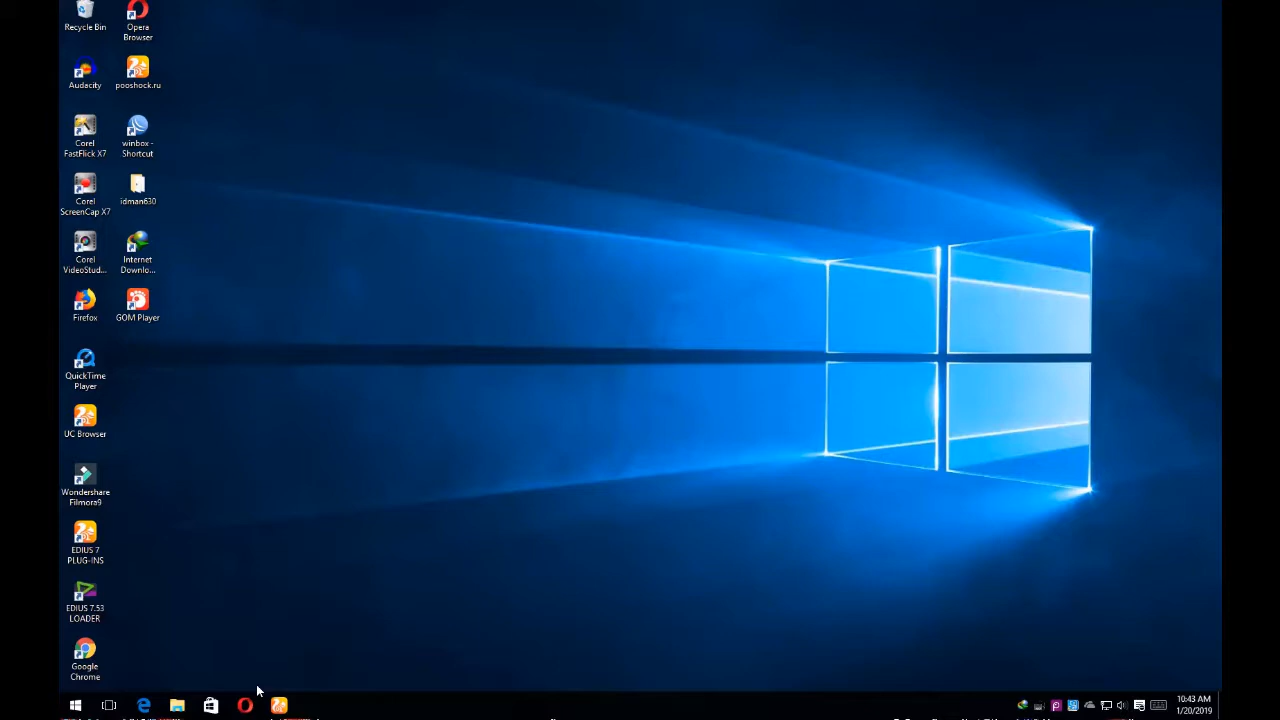 Recycle Bin
Opera
Browser
Audacity
pooshock.ru
Corel
FastFlick X7
winbox -
Shortcut
Corel
ScreenCap X7
idman630
Corel
VideoStud...
Internet
Downlo...
Firefox
GOM Player
QuickTime
Player
UC Browser
Wondershare
Filmora9
EDIUS 7
PLUG-INS
EDIUS 7.53
LOADER
Google
Chrome
10:43 AM
1/20/2019